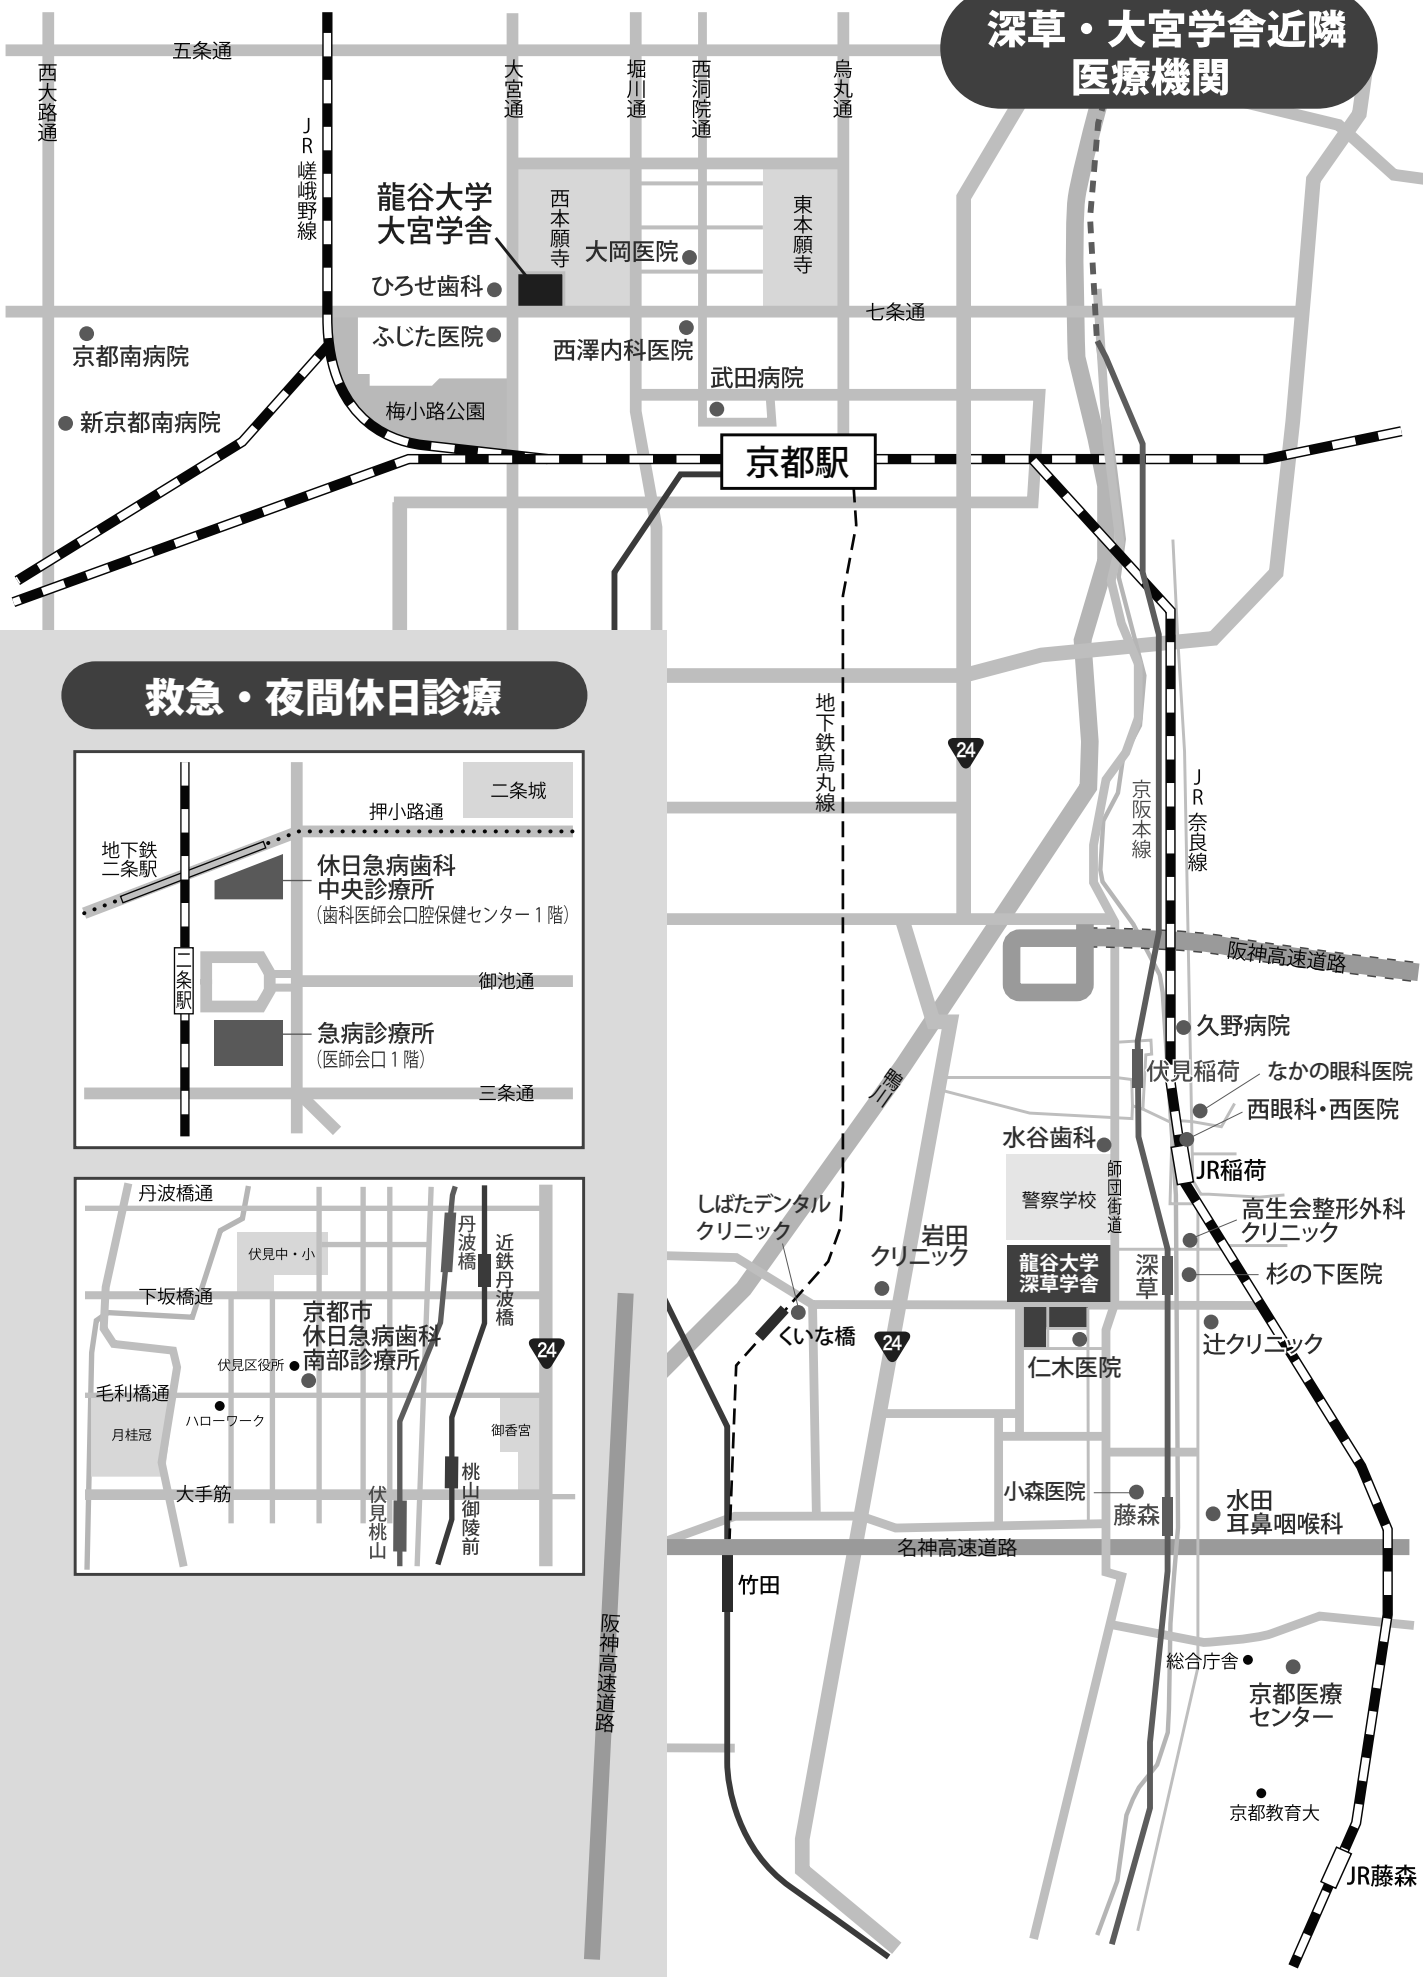 深草・大宮学舎近隣
医療機関
五条通
西大路通
JR嵯峨野線
大宮通
堀川通
西洞院通
烏丸通
龍谷大学
大宮学舎
西本願寺
東本願寺
大岡医院
ひろせ歯科
七条通
ふじた医院
京都南病院
西澤内科医院
武田病院
新京都南病院
梅小路公園
京都駅
地下鉄烏丸線
24
京阪本線
JR奈良線
阪神高速道路
久野病院
伏見稲荷
なかの眼科医院
西眼科・西医院
鴨川
水谷歯科
師団街道
JR稲荷
警察学校
しばたデンタル
クリニック
岩田
クリニック
龍谷大学
深草学舎
深草
高生会整形外科
クリニック
杉の下医院
くいな橋
24
仁木医院
辻クリニック
小森医院
藤森
水田
耳鼻咽喉科
名神高速道路
竹田
総合庁舎
京都医療
センター
京都教育大
JR藤森
阪神高速道路
救急・夜間休日診療
二条城
押小路通
地下鉄
二条駅
休日急病歯科
中央診療所
（歯科医師会口腔保健センター1階）
二条駅
御池通
急病診療所
（医師会口1階）
三条通
丹波橋通
丹波橋
近鉄丹波橋
伏見中・小
下坂橋通
京都市
休日急病歯科
南部診療所
24
伏見区役所
毛利橋通
ハローワーク
月桂冠
御香宮
大手筋
伏見桃山
桃山御陵前